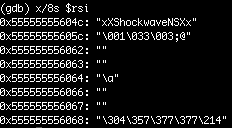 (gdb) x/8s $rsi
0x55555555604c: "xXShockwaveNSXx"
0x55555555605c: "\001\033\003;@"
0x555555556062: ""
0x555555556063: ""
0x555555556064: "\a"
0x555555556066: ""
0x555555556067: ""
0x555555556068: "\304\357\377\377\214"